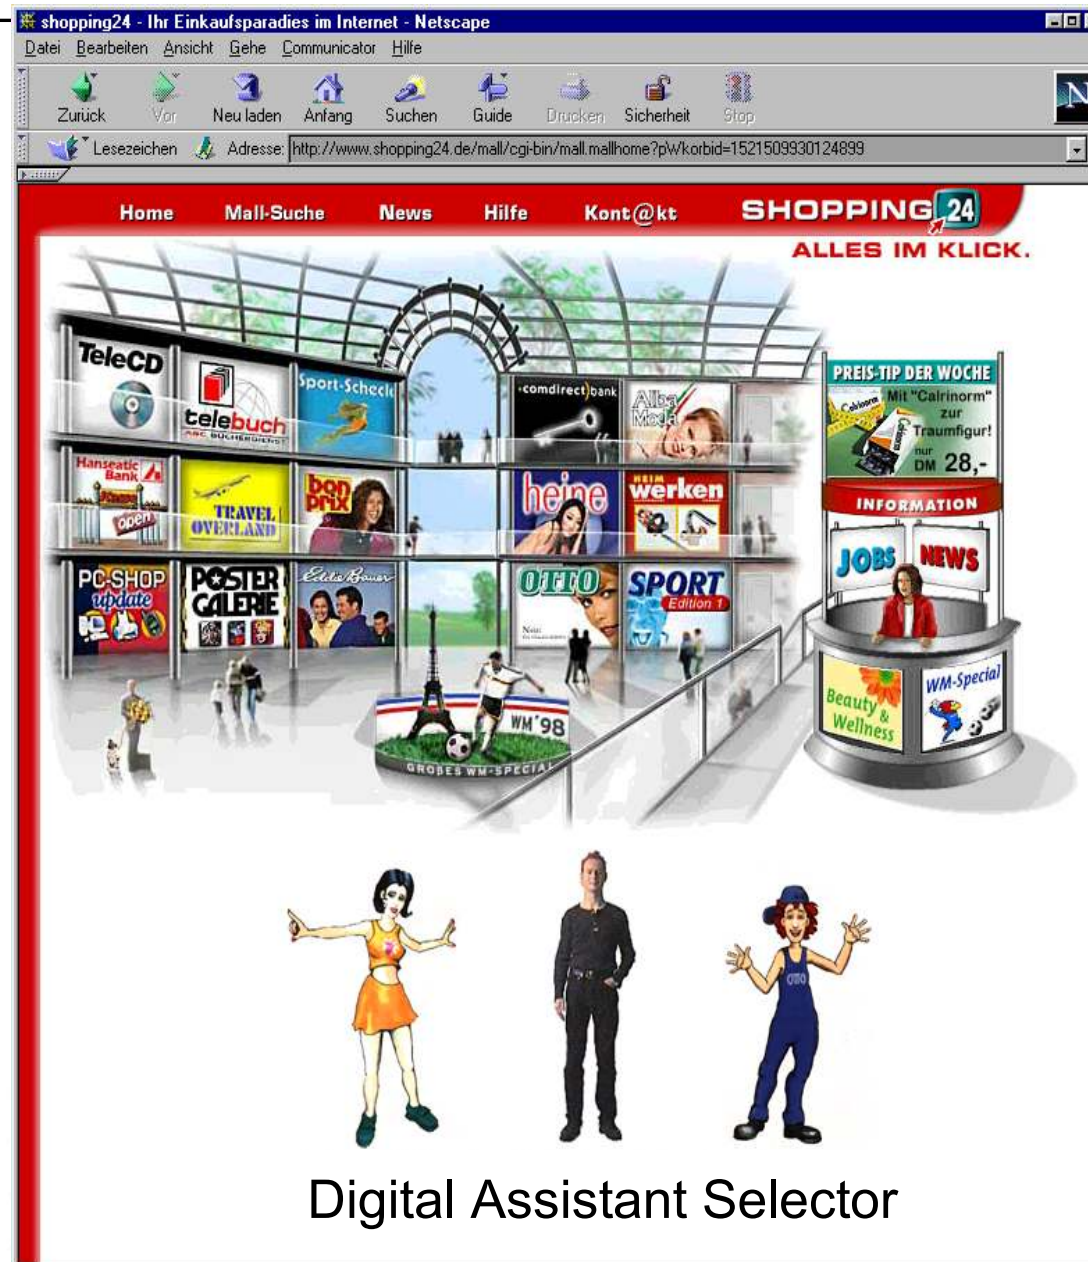 shopping24 - Ihr Einkaufsparadies im Internet - Netscape
Datei Bearbeiten Ansicht Gehe Communicator Hilfe
Zurück Vor Neu laden Anfang Suchen Guide Drucken Sicherheit Stop
N
Lesezeichen Adresse: http://www.shopping24.de/mall/cgi-bin/mall.mallhome?pWkorbid=1521509930124899
Home Mall-Suche News Hilfe Kont@kt SHOPPING 24
ALLES IM KLICK.
TeleCD
telebuch
ABC BÜCHERDIENST
Sport-Scheck
comdirect bank
Alba
Moda
Hanseatic
Bank
open
TRAVEL
OVERLAND
bon
prix
heine
HEIM
werken
PC-SHOP
update
POSTER
GALERIE
Eddie Bauer
OTTO
SPORT
Edition 1
PREIS-TIP DER WOCHE
Mit "Calrinorm"
zur
Traumfigur!
nur
DM 28,-
INFORMATION
JOBS NEWS
Beauty &
Wellness
WM-Special
WM'98
GROßES WM-SPECIAL
OTTO
Digital Assistant Selector